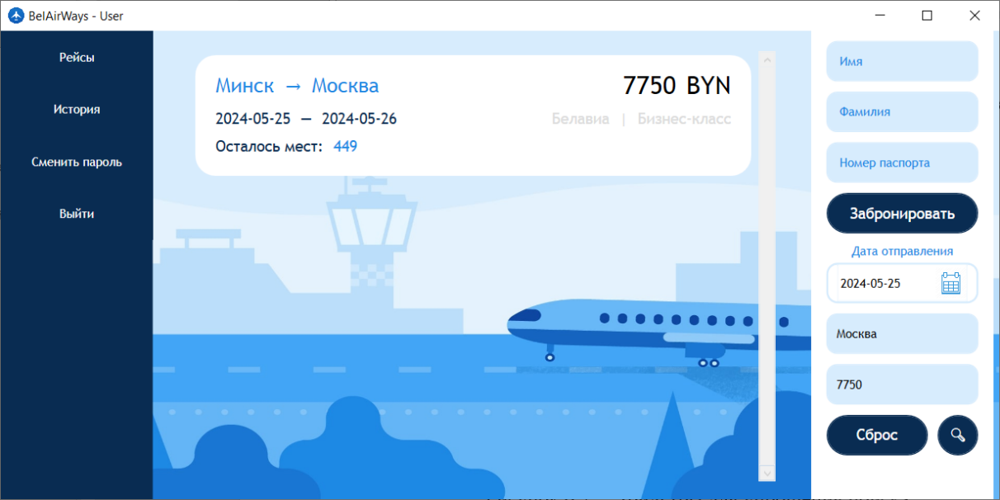 BelAirWays - User
Рейсы
История
Сменить пароль
Выйти
Минск → Москва
7750 BYN
2024-05-25 — 2024-05-26
Белавиа | Бизнес-класс
Осталось мест: 449
Имя
Фамилия
Номер паспорта
Забронировать
Дата отправления
2024-05-25
Москва
7750
Сброс